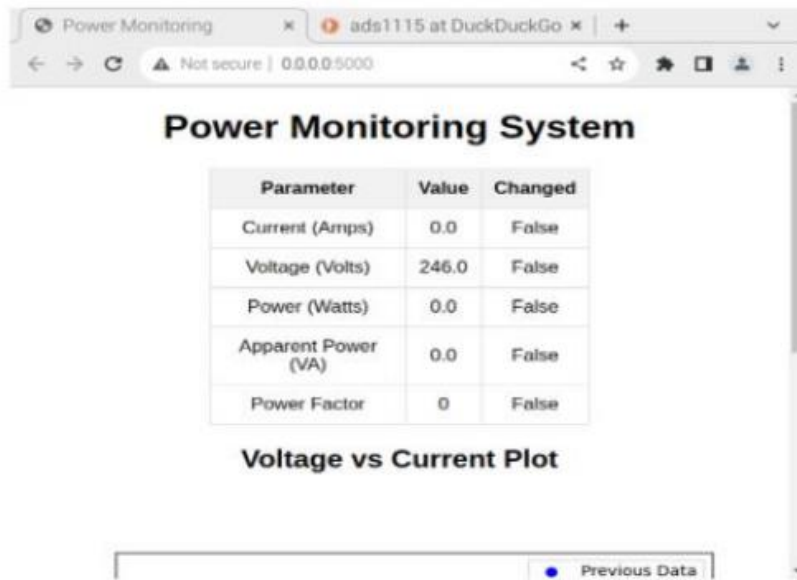 Power Monitoring
ads1115 at DuckDuckGo
Not secure | 0.0.0.0:5000
Power Monitoring System
Parameter Value Changed
Current (Amps) 0.0 False
Voltage (Volts) 246.0 False
Power (Watts) 0.0 False
Apparent Power
(VA) 0.0 False
Power Factor 0 False
Voltage vs Current Plot
Previous Data